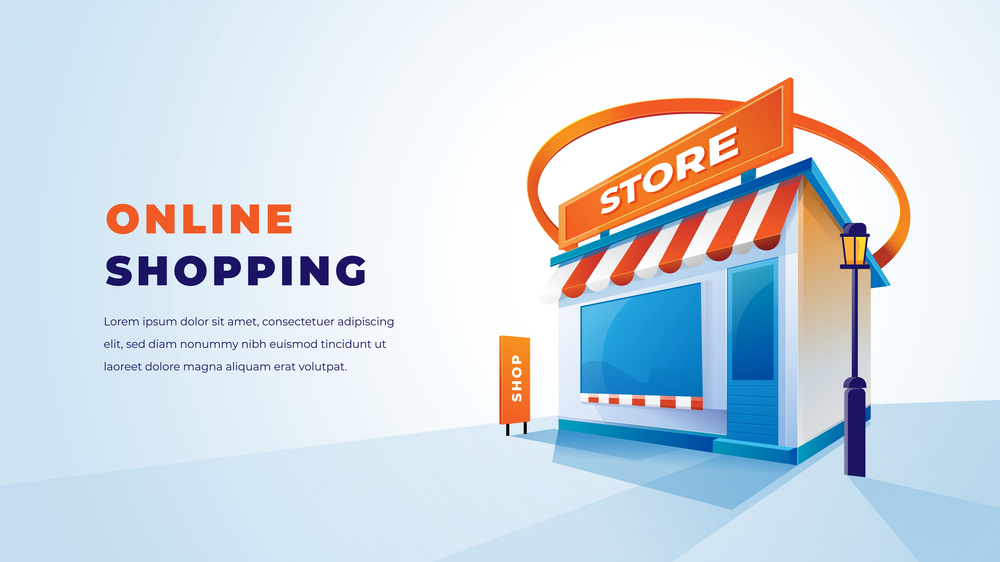 ONLINE
SHOPPING
Lorem ipsum dolor sit amet, consectetuer adipiscing
elit, sed diam nonummy nibh euismod tincidunt ut
laoreet dolore magna aliquam erat volutpat.
STORE
SHOP